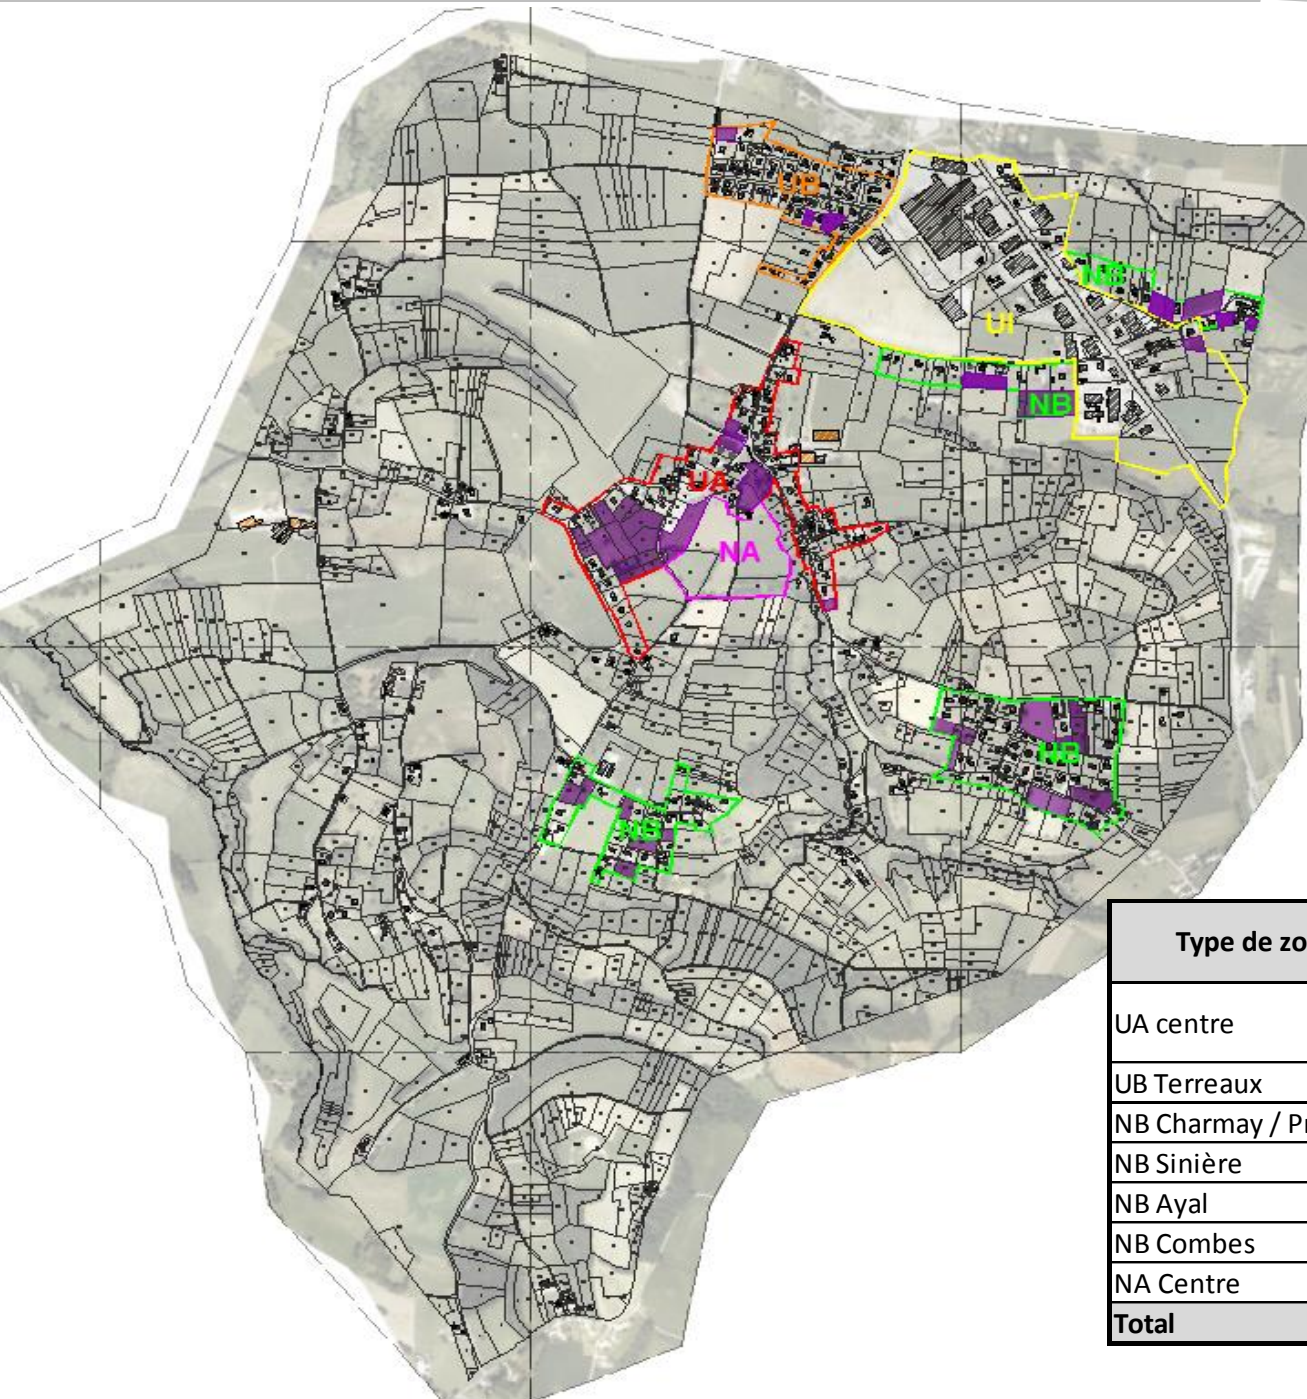 UB
NB
UI
NB
UA
NA
NB
NB
Type de zo
UA centre
UB Terreaux
NB Charmay / Pr
NB Sinière
NB Ayal
NB Combes
NA Centre
Total